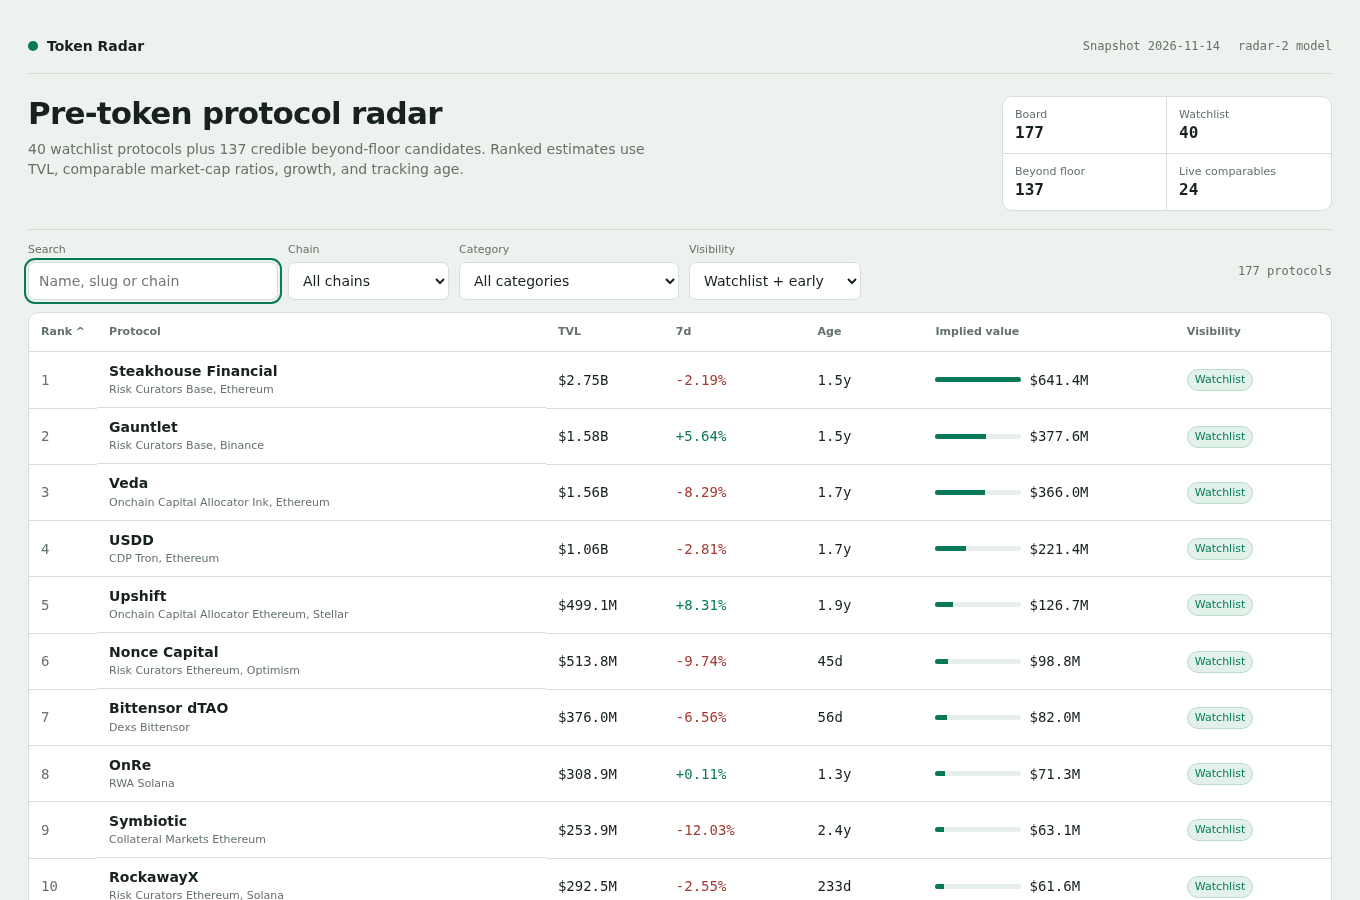 Token Radar
Snapshot 2026-11-14 radar-2 model
Pre-token protocol radar
40 watchlist protocols plus 137 credible beyond-floor candidates. Ranked estimates use
TVL, comparable market-cap ratios, growth, and tracking age.
Board
177
Watchlist
40
Beyond floor
137
Live comparables
24
Search
Name, slug or chain
Chain
All chains
Category
All categories
Visibility
Watchlist + early
177 protocols
Rank ^ Protocol TVL 7d Age Implied value Visibility
1 Steakhouse Financial $2.75B -2.19% 1.5y $641.4M Watchlist
Risk Curators Base, Ethereum
2 Gauntlet $1.58B +5.64% 1.5y $377.6M Watchlist
Risk Curators Base, Binance
3 Veda $1.56B -8.29% 1.7y $366.0M Watchlist
Onchain Capital Allocator Ink, Ethereum
4 USDD $1.06B -2.81% 1.7y $221.4M Watchlist
CDP Tron, Ethereum
5 Upshift $499.1M +8.31% 1.9y $126.7M Watchlist
Onchain Capital Allocator Ethereum, Stellar
6 Nonce Capital $513.8M -9.74% 45d $98.8M Watchlist
Risk Curators Ethereum, Optimism
7 Bittensor dTAO $376.0M -6.56% 56d $82.0M Watchlist
Dexs Bittensor
8 OnRe $308.9M +0.11% 1.3y $71.3M Watchlist
RWA Solana
9 Symbiotic $253.9M -12.03% 2.4y $63.1M Watchlist
Collateral Markets Ethereum
10 RockawayX $292.5M -2.55% 233d $61.6M Watchlist
Risk Curators Ethereum, Solana